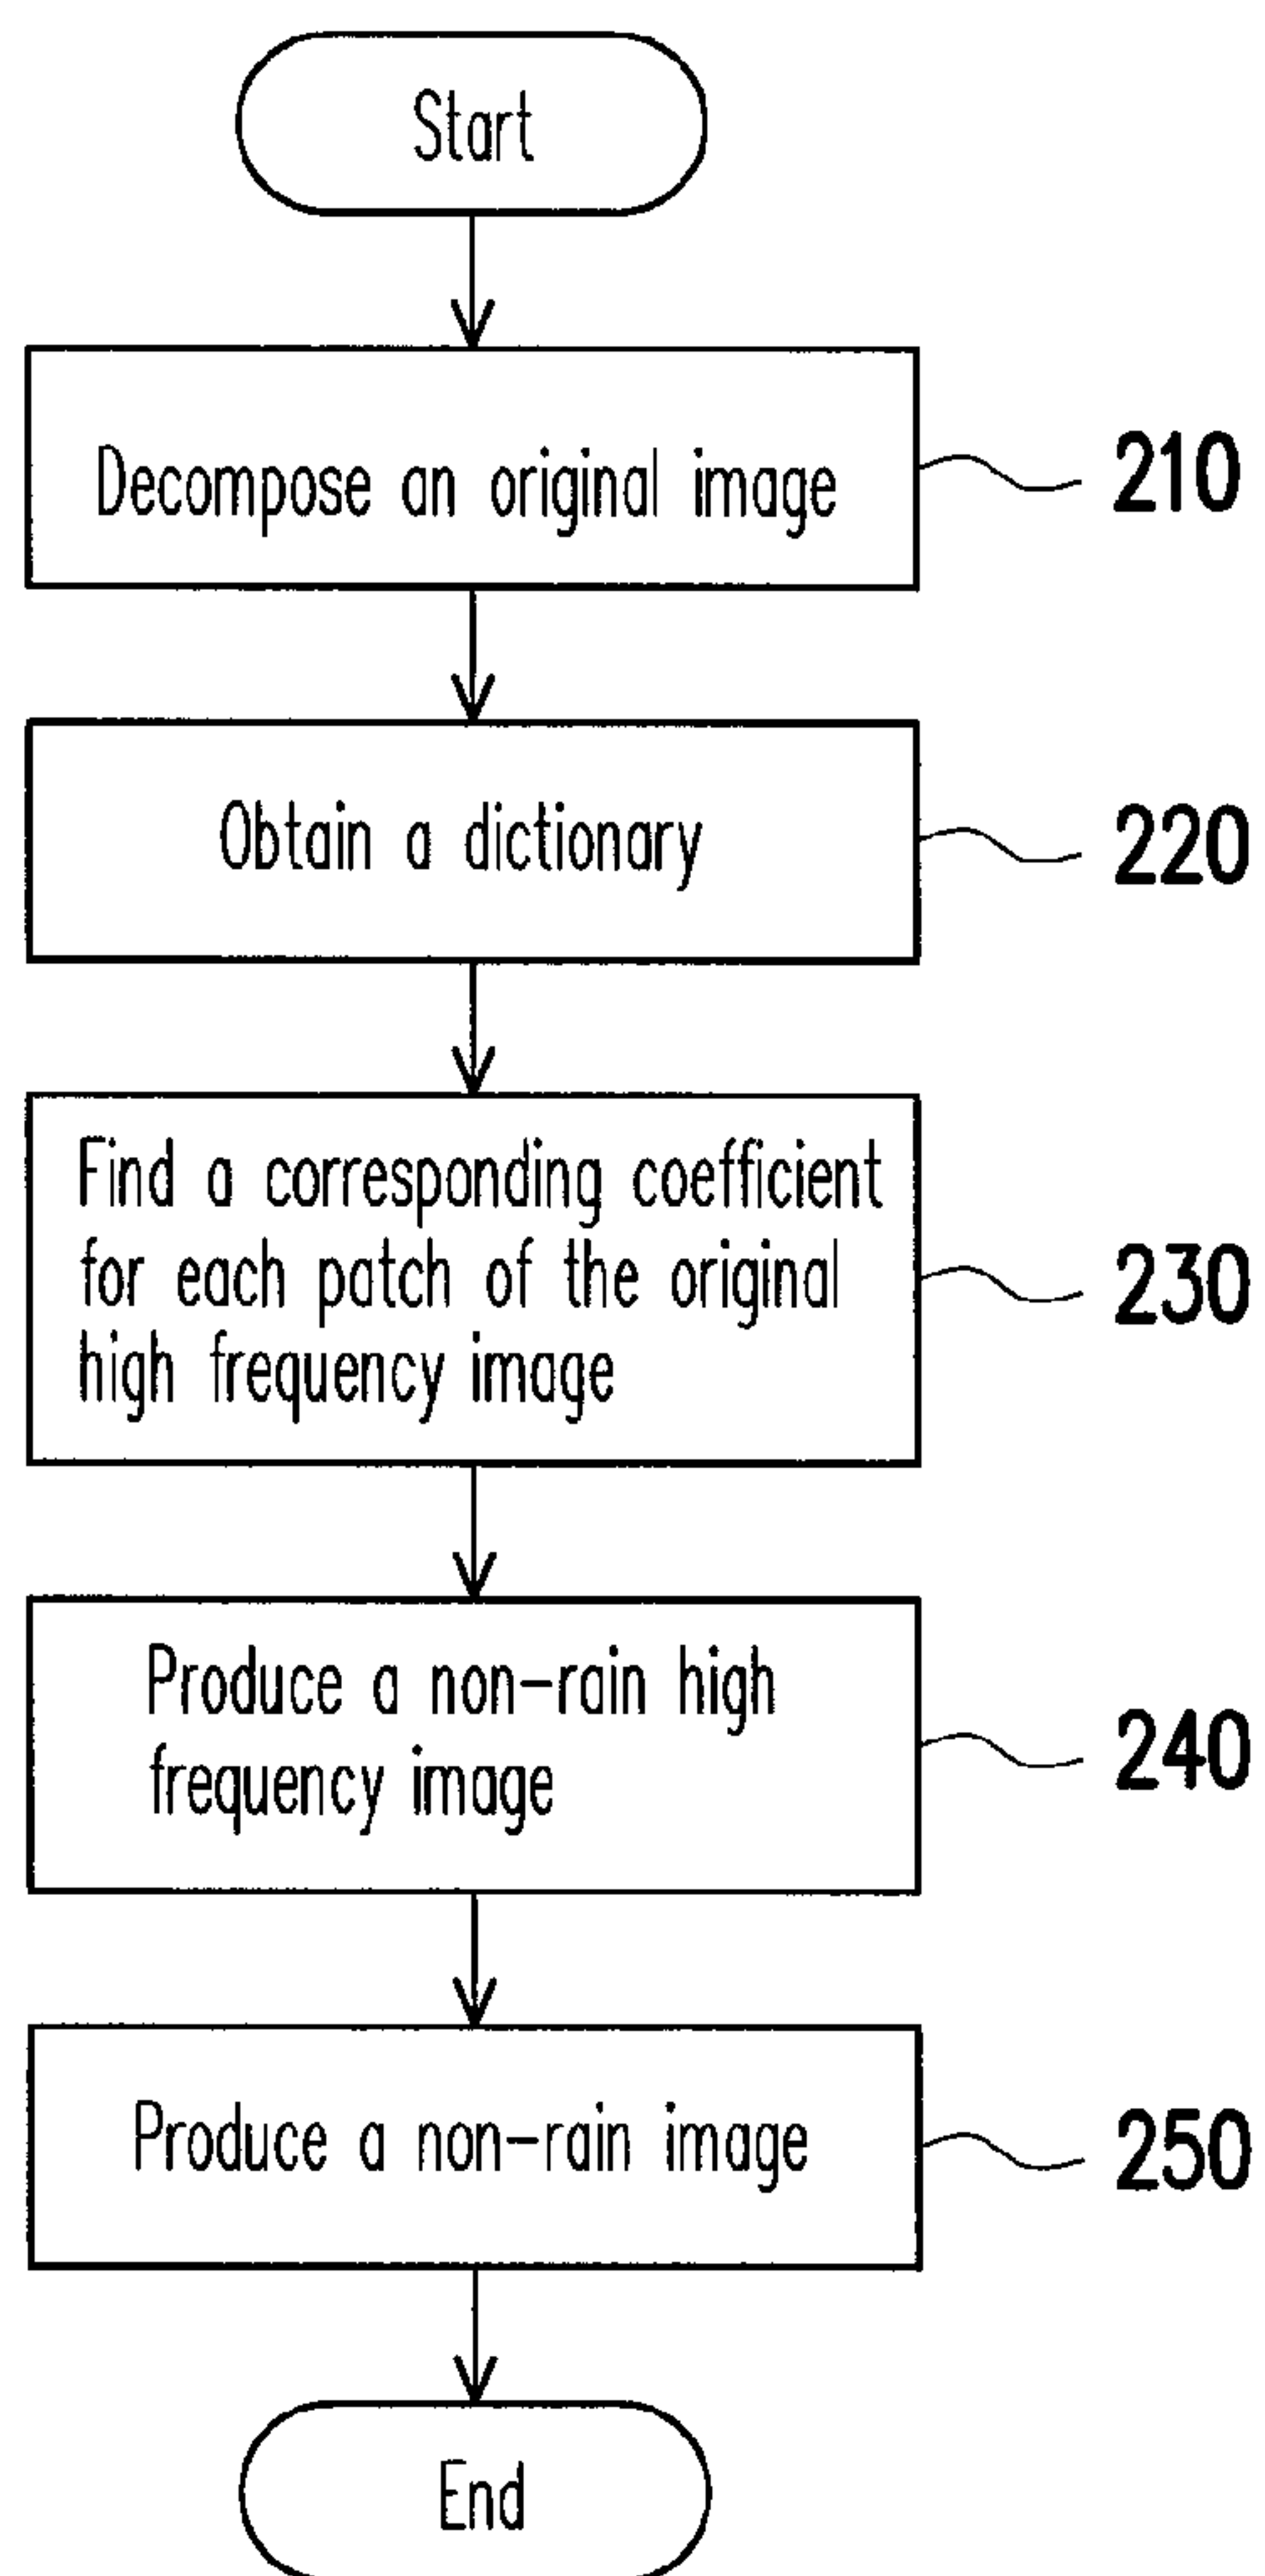 Start
Decompose an original image
210
Obtain a dictionary
220
Find a corresponding coefficient
for each patch of the original
high frequency image
230
Produce a non-rain high
frequency image
240
Produce a non-rain image
250
End